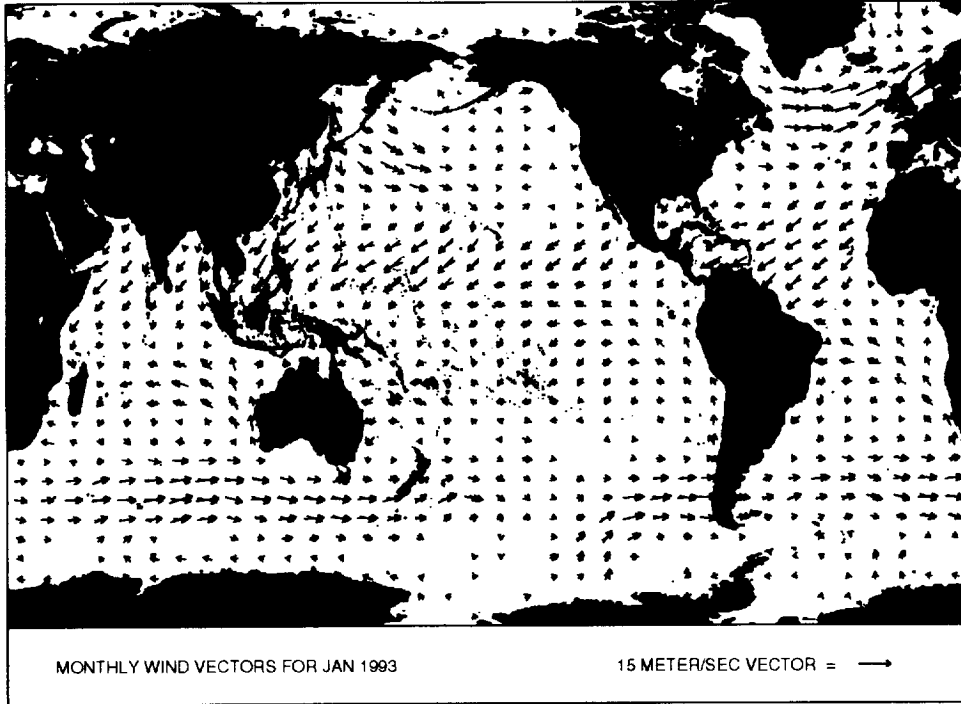 MONTHLY WIND VECTORS FOR JAN 1993
15 METER/SEC VECTOR =